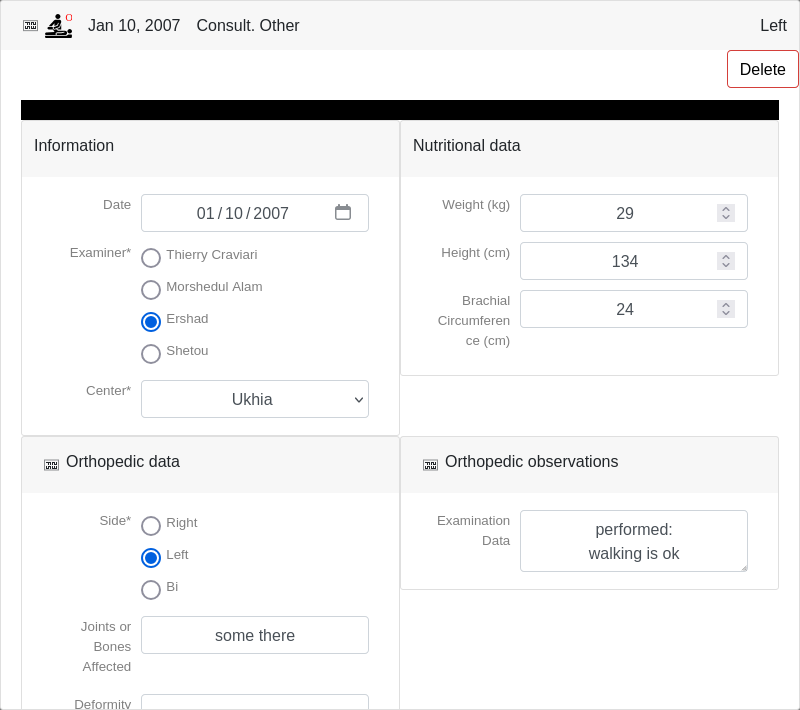 Jan 10, 2007 Consult. Other Left
Delete
Information
Date 01/10/2007
Examiner* Thierry Craviari
Morshedul Alam
Ershad
Shetou
Center* Ukhia
Nutritional data
Weight (kg) 29
Height (cm) 134
Brachial
Circumferen
ce (cm) 24
Orthopedic data
Side* Right
Left
Bi
Joints or
Bones
Affected
some there
Deformity
Orthopedic observations
Examination
Data
performed:
walking is ok